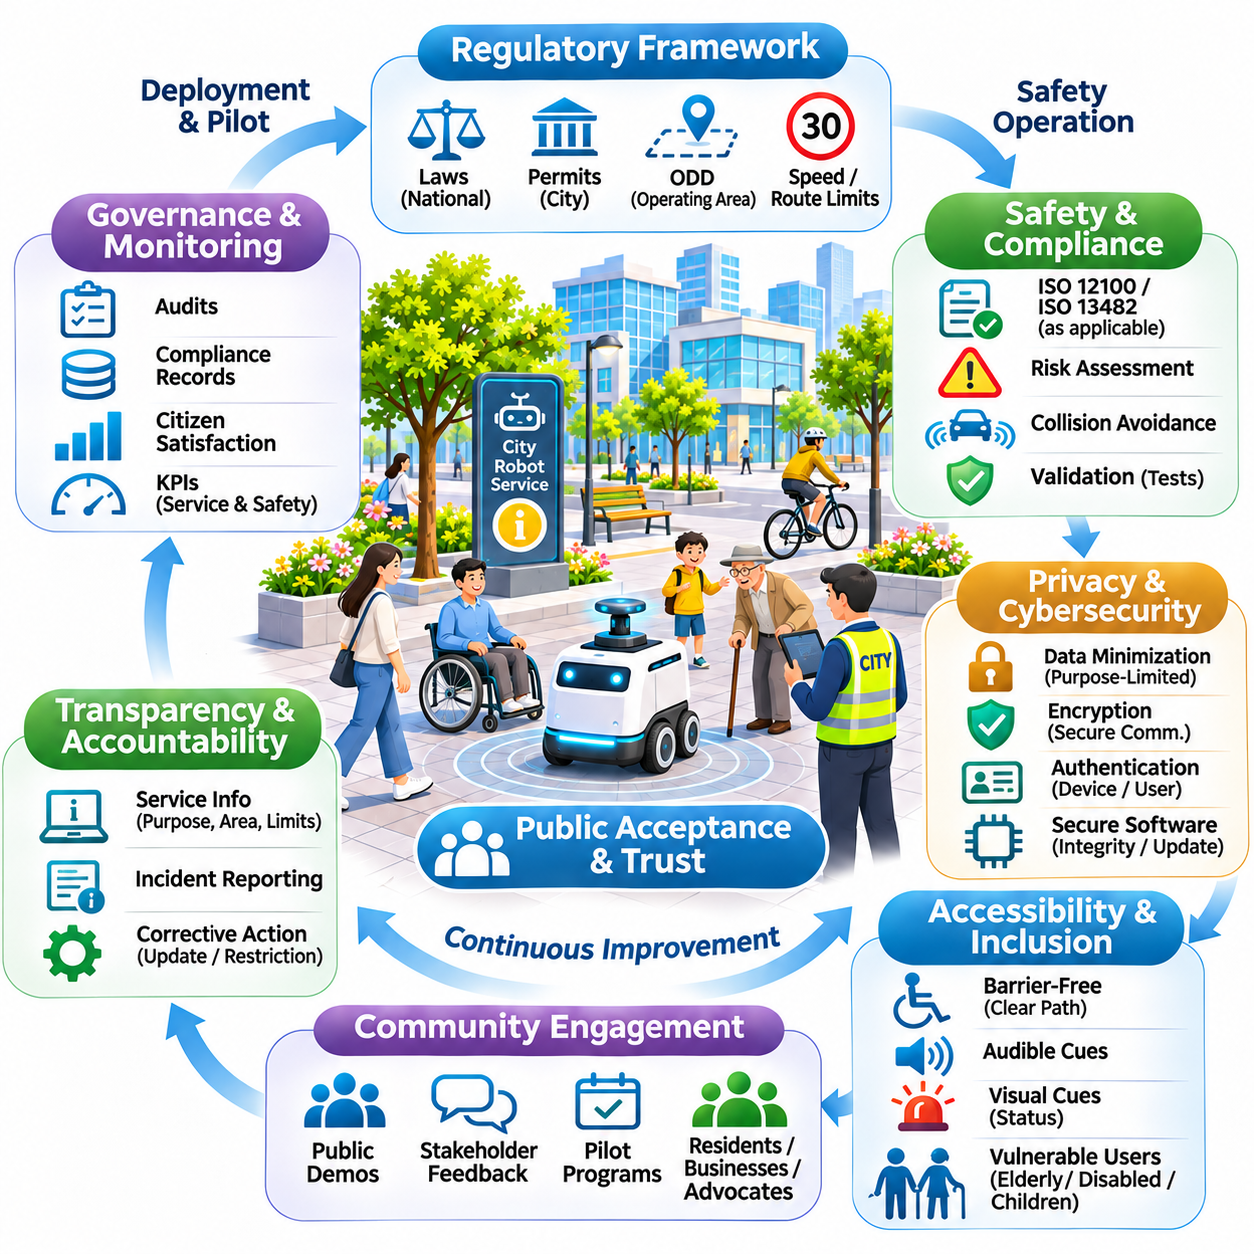 Regulatory Framework
Laws
(National)
Permits
(City)
ODD
(Operating Area)
30
Speed /
Route Limits
Deployment
& Pilot
Safety
Operation
Governance &
Monitoring
Audits
Compliance
Records
Citizen
Satisfaction
KPIs
(Service & Safety)
Safety &
Compliance
ISO 12100 /
ISO 13482
(as applicable)
Risk Assessment
Collision Avoidance
Validation (Tests)
City
Robot
Service
i
CITY
Privacy &
Cybersecurity
Data Minimization
(Purpose-Limited)
Encryption
(Secure Comm.)
Authentication
(Device / User)
Secure Software
(Integrity / Update)
Transparency &
Accountability
i
Service Info
(Purpose, Area, Limits)
i
Incident Reporting
Corrective Action
(Update / Restriction)
Public Acceptance
& Trust
Continuous Improvement
Accessibility &
Inclusion
Barrier-Free
(Clear Path)
Audible Cues
Visual Cues
(Status)
Vulnerable Users
(Elderly / Disabled /
Children)
Community Engagement
Public
Demos
Stakeholder
Feedback
Pilot
Programs
Residents /
Businesses /
Advocates